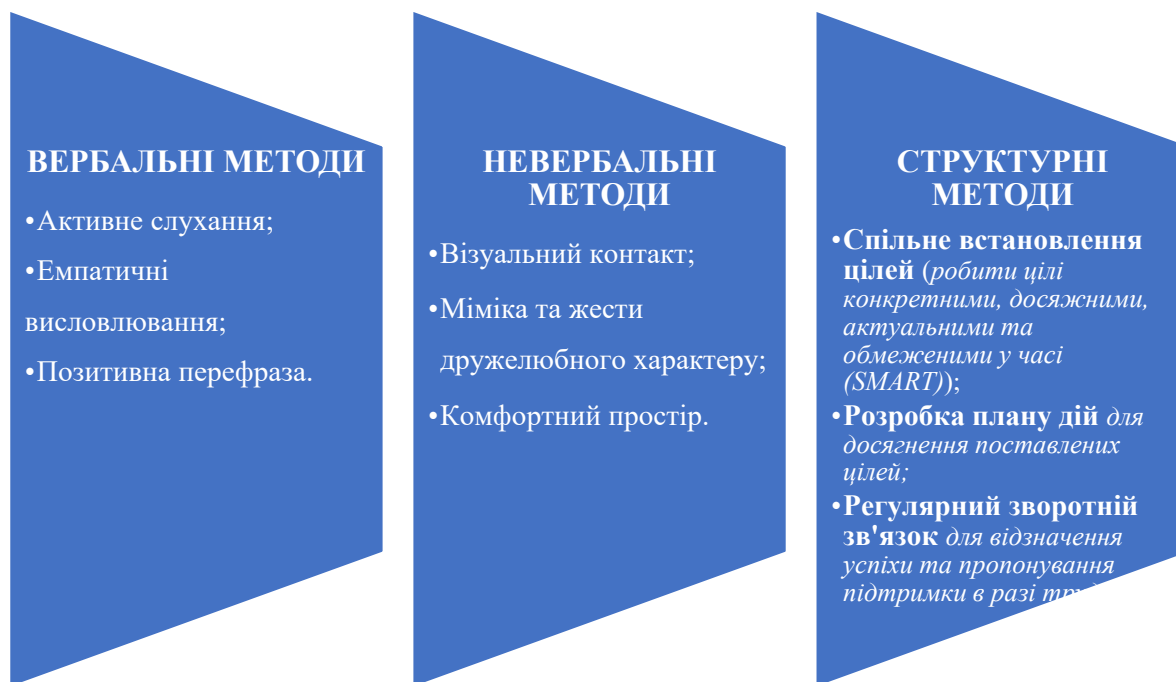 ВЕРБАЛЬНІ МЕТОДИ
•Активне слухання;
•Емпатичні
висловлювання;
•Позитивна перефраза.
НЕВЕРБАЛЬНІ
МЕТОДИ
•Візуальний контакт;
•Міміка та жести
дружелюбного характеру;
•Комфортний простір.
СТРУКТУРНІ
МЕТОДИ
•Спільне встановлення
цілей (робити цілі
конкретними, досяжними,
актуальними та
обмеженими у часі
(SMART));
•Розробка плану дій для
досягнення поставлених
цілей;
•Регулярний зворотній
зв'язок для відзначення
успіхи та пропонування
підтримки в разі